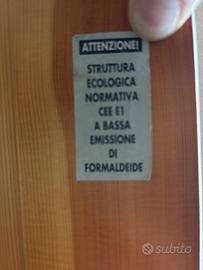 ATTENZIONE!
STRUTTURA
ECOLOGICA
NORMATIVA
CEE E1
A BASSA
EMISSIONE
DI
FORMALDEIDE
subito